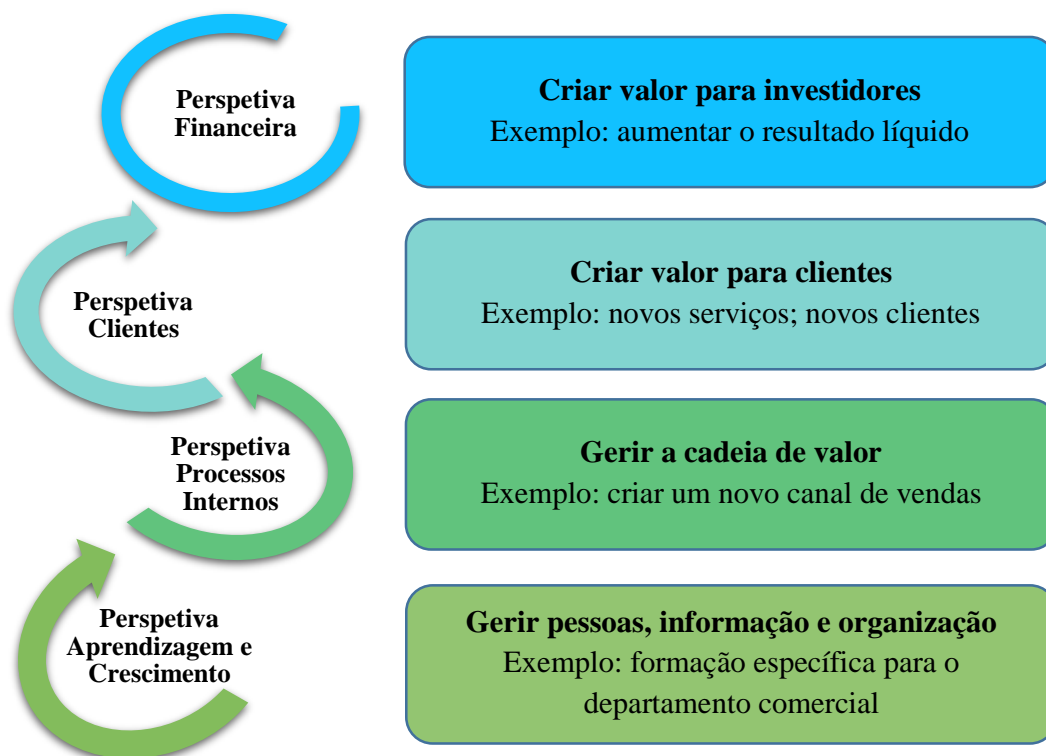 Perspetiva
Financeira
Criar valor para investidores
Exemplo: aumentar o resultado líquido
Perspetiva
Clientes
Criar valor para clientes
Exemplo: novos serviços; novos clientes
Perspetiva
Processos
Internos
Gerir a cadeia de valor
Exemplo: criar um novo canal de vendas
Perspetiva
Aprendizagem e
Crescimento
Gerir pessoas, informação e organização
Exemplo: formação específica para o
departamento comercial